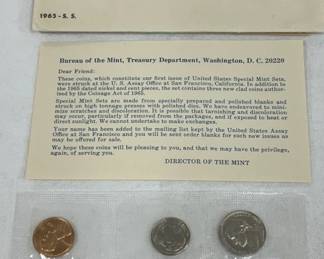 1965-S. S.
Bureau of the Mint, Treasury Department, Washington, D. C. 20220
Dear Friend:
These coins, which constitute our first issue of United States Special Mint Sets,
were struck at the U. S. Assay Office at San Francisco, California. In addition to
the 1965 dated nickel and cent pieces, the set contains three new clad coins author-
ized by the Coinage Act of 1965.
Special Mint Sets are made from specially prepared and polished blanks and
struck on high tonnage presses with polished dies. We have endeavored to mini-
mize scratches and discoloration. It is possible that tarnishing and discoloration
may occur, particularly if removed from the packages, and if exposed to heat or
direct sunlight. We cannot undertake to make exchanges.
Your name has been added to the mailing list kept by the United States Assay
Office at San Francisco and you will be sent order blanks for such new issues as
may be offered for sale.
We hope these coins will be pleasing to you, and that we may have the privilege,
again, of serving you.
DIRECTOR OF THE MINT